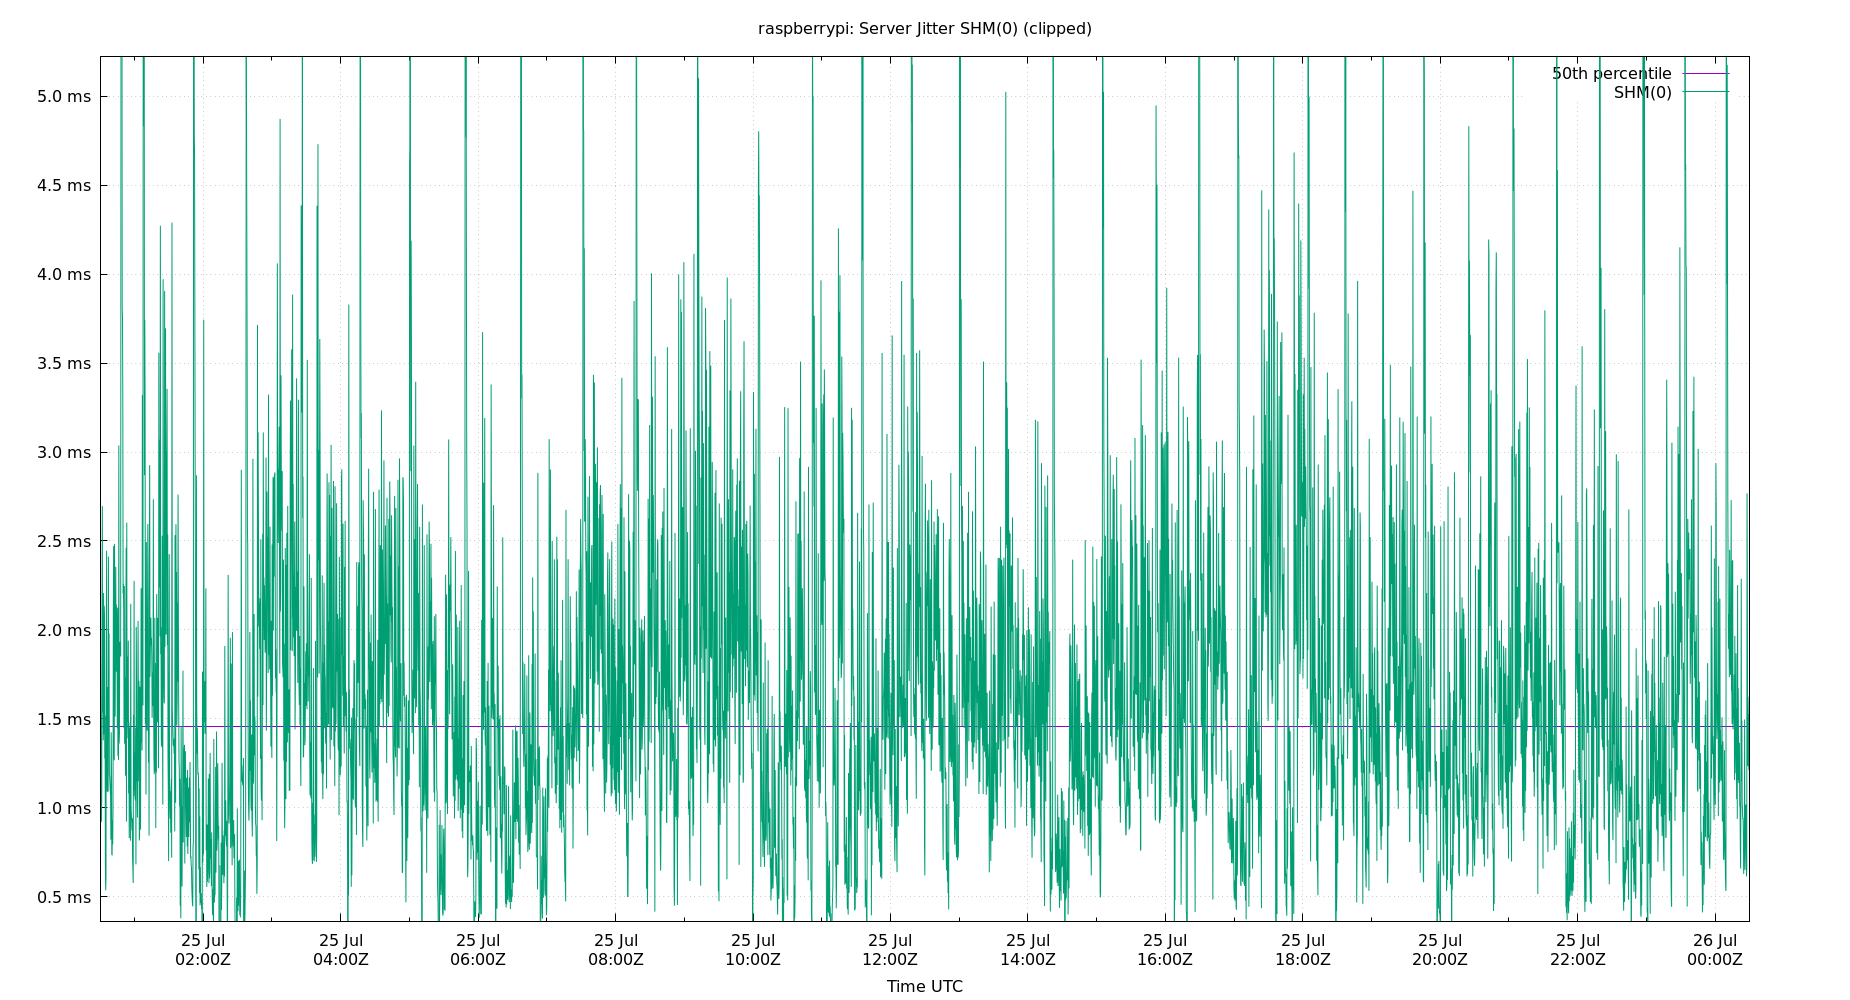 raspberrypi: Server Jitter SHM(0) (clipped)
50th percentile
SHM(0)
5.0 ms
4.5 ms
4.0 ms
3.5 ms
3.0 ms
2.5 ms
2.0 ms
1.5 ms
1.0 ms
0.5 ms
25 Jul 25 Jul 25 Jul 25 Jul 25 Jul 25 Jul 25 Jul 25 Jul 25 Jul 25 Jul 25 Jul 26 Jul
02:00Z 04:00Z 06:00Z 08:00Z 10:00Z 12:00Z 14:00Z 16:00Z 18:00Z 20:00Z 22:00Z 00:00Z
Time UTC